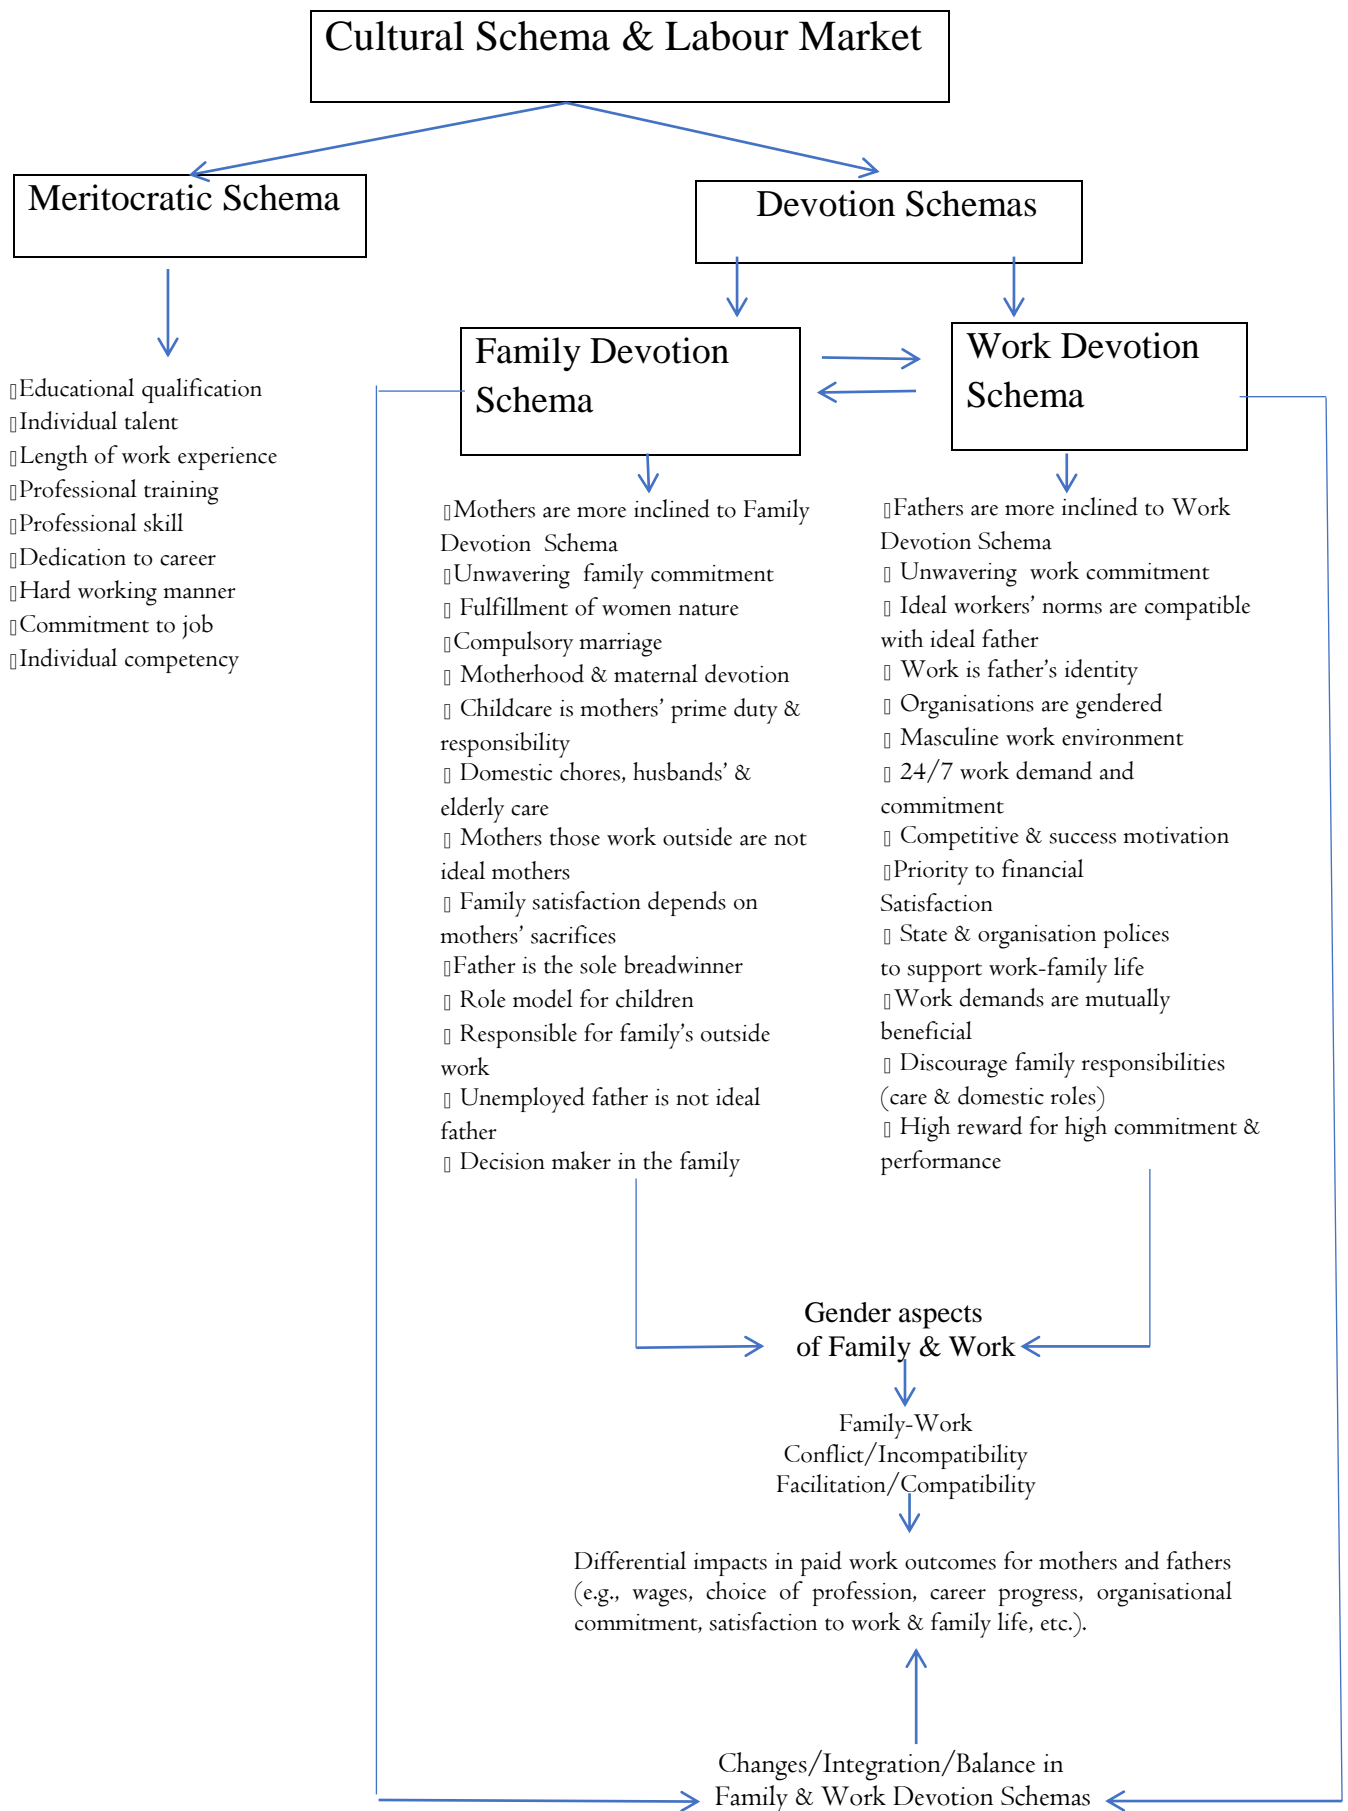 Cultural Schema & Labour Market
Meritocratic Schema
Devotion Schemas
Family Devotion
Schema
Work Devotion
Schema
▯Educational qualification
▯Individual talent
▯Length of work experience
▯Professional training
▯Professional skill
▯Dedication to career
▯Hard working manner
▯Commitment to job
▯Individual competency
▯Mothers are more inclined to Family
Devotion Schema
▯Unwavering family commitment
▯ Fulfillment of women nature
▯Compulsory marriage
▯ Motherhood & maternal devotion
▯ Childcare is mothers’ prime duty &
responsibility
▯ Domestic chores, husbands’ &
elderly care
▯ Mothers those work outside are not
ideal mothers
▯ Family satisfaction depends on
mothers’ sacrifices
▯Father is the sole breadwinner
▯ Role model for children
▯ Responsible for family’s outside
work
▯ Unemployed father is not ideal
father
▯ Decision maker in the family
▯Fathers are more inclined to Work
Devotion Schema
▯ Unwavering work commitment
▯ Ideal workers’ norms are compatible
with ideal father
▯ Work is father’s identity
▯ Organisations are gendered
▯ Masculine work environment
▯ 24/7 work demand and
commitment
▯ Competitive & success motivation
▯Priority to financial
Satisfaction
▯ State & organisation polices
to support work-family life
▯Work demands are mutually
beneficial
▯ Discourage family responsibilities
(care & domestic roles)
▯ High reward for high commitment &
performance
Gender aspects
of Family & Work
Family-Work
Conflict/Incompatibility
Facilitation/Compatibility
Differential impacts in paid work outcomes for mothers and fathers
(e.g., wages, choice of profession, career progress, organisational
commitment, satisfaction to work & family life, etc.).
Changes/Integration/Balance in
Family & Work Devotion Schemas